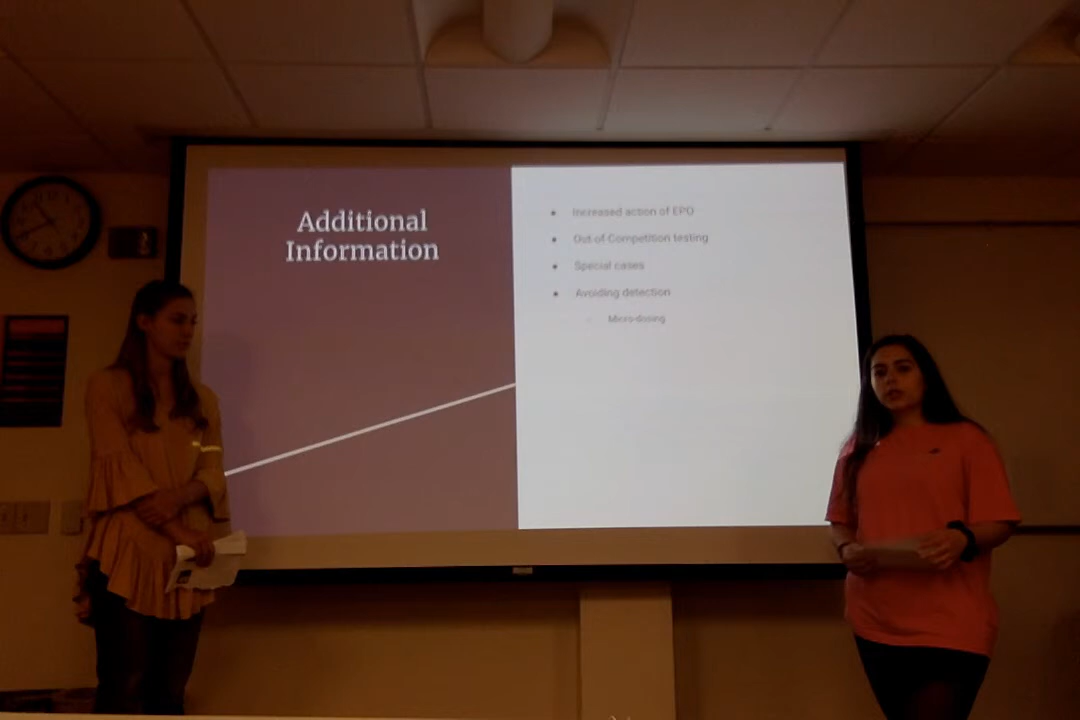 Additional
Information
Increased action of EPO
Out-of-Competition testing
Special cases
Avoiding detection
Micro-dosing